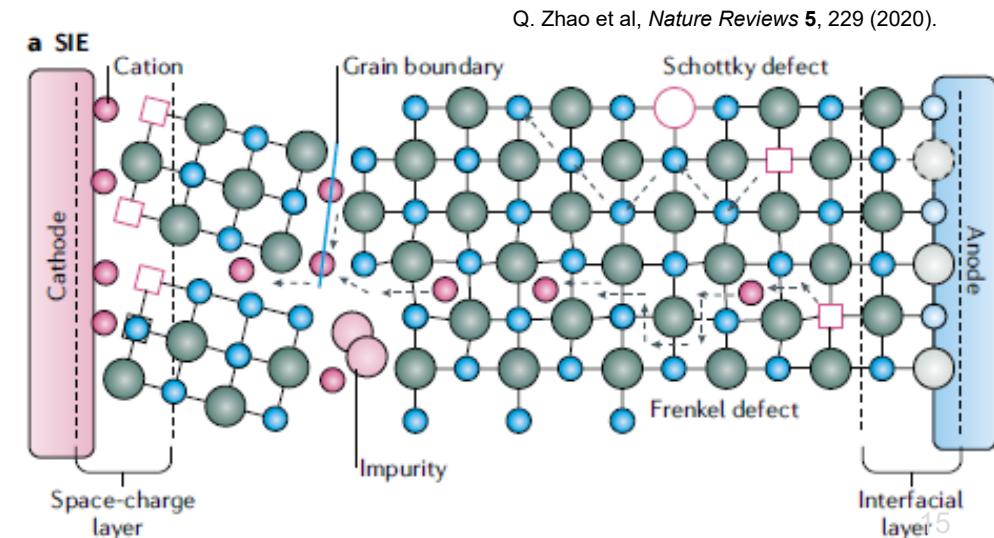 Q. Zhao et al, Nature Reviews 5, 229 (2020).
a SIE
Cation
Grain boundary
Schottky defect
Cathode
Anode
Frenkel defect
Impurity
Space-charge
layer
Interfacial
layer
15